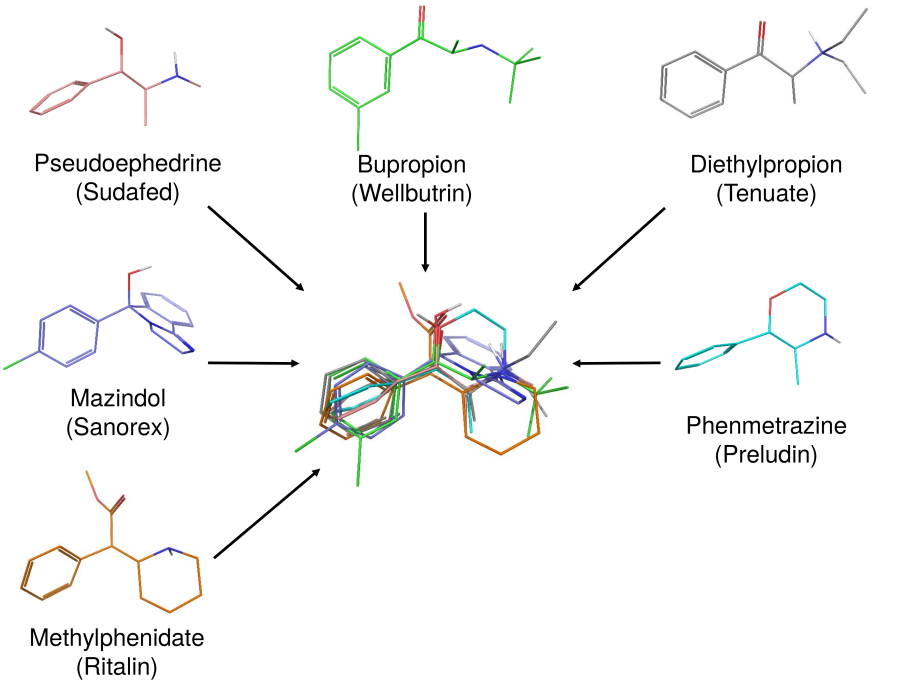 Pseudoephedrine
(Sudafed)
Bupropion
(Wellbutrin)
Diethylpropion
(Tenuate)
Mazindol
(Sanorex)
Phenmetrazine
(Preludin)
Methylphenidate
(Ritalin)